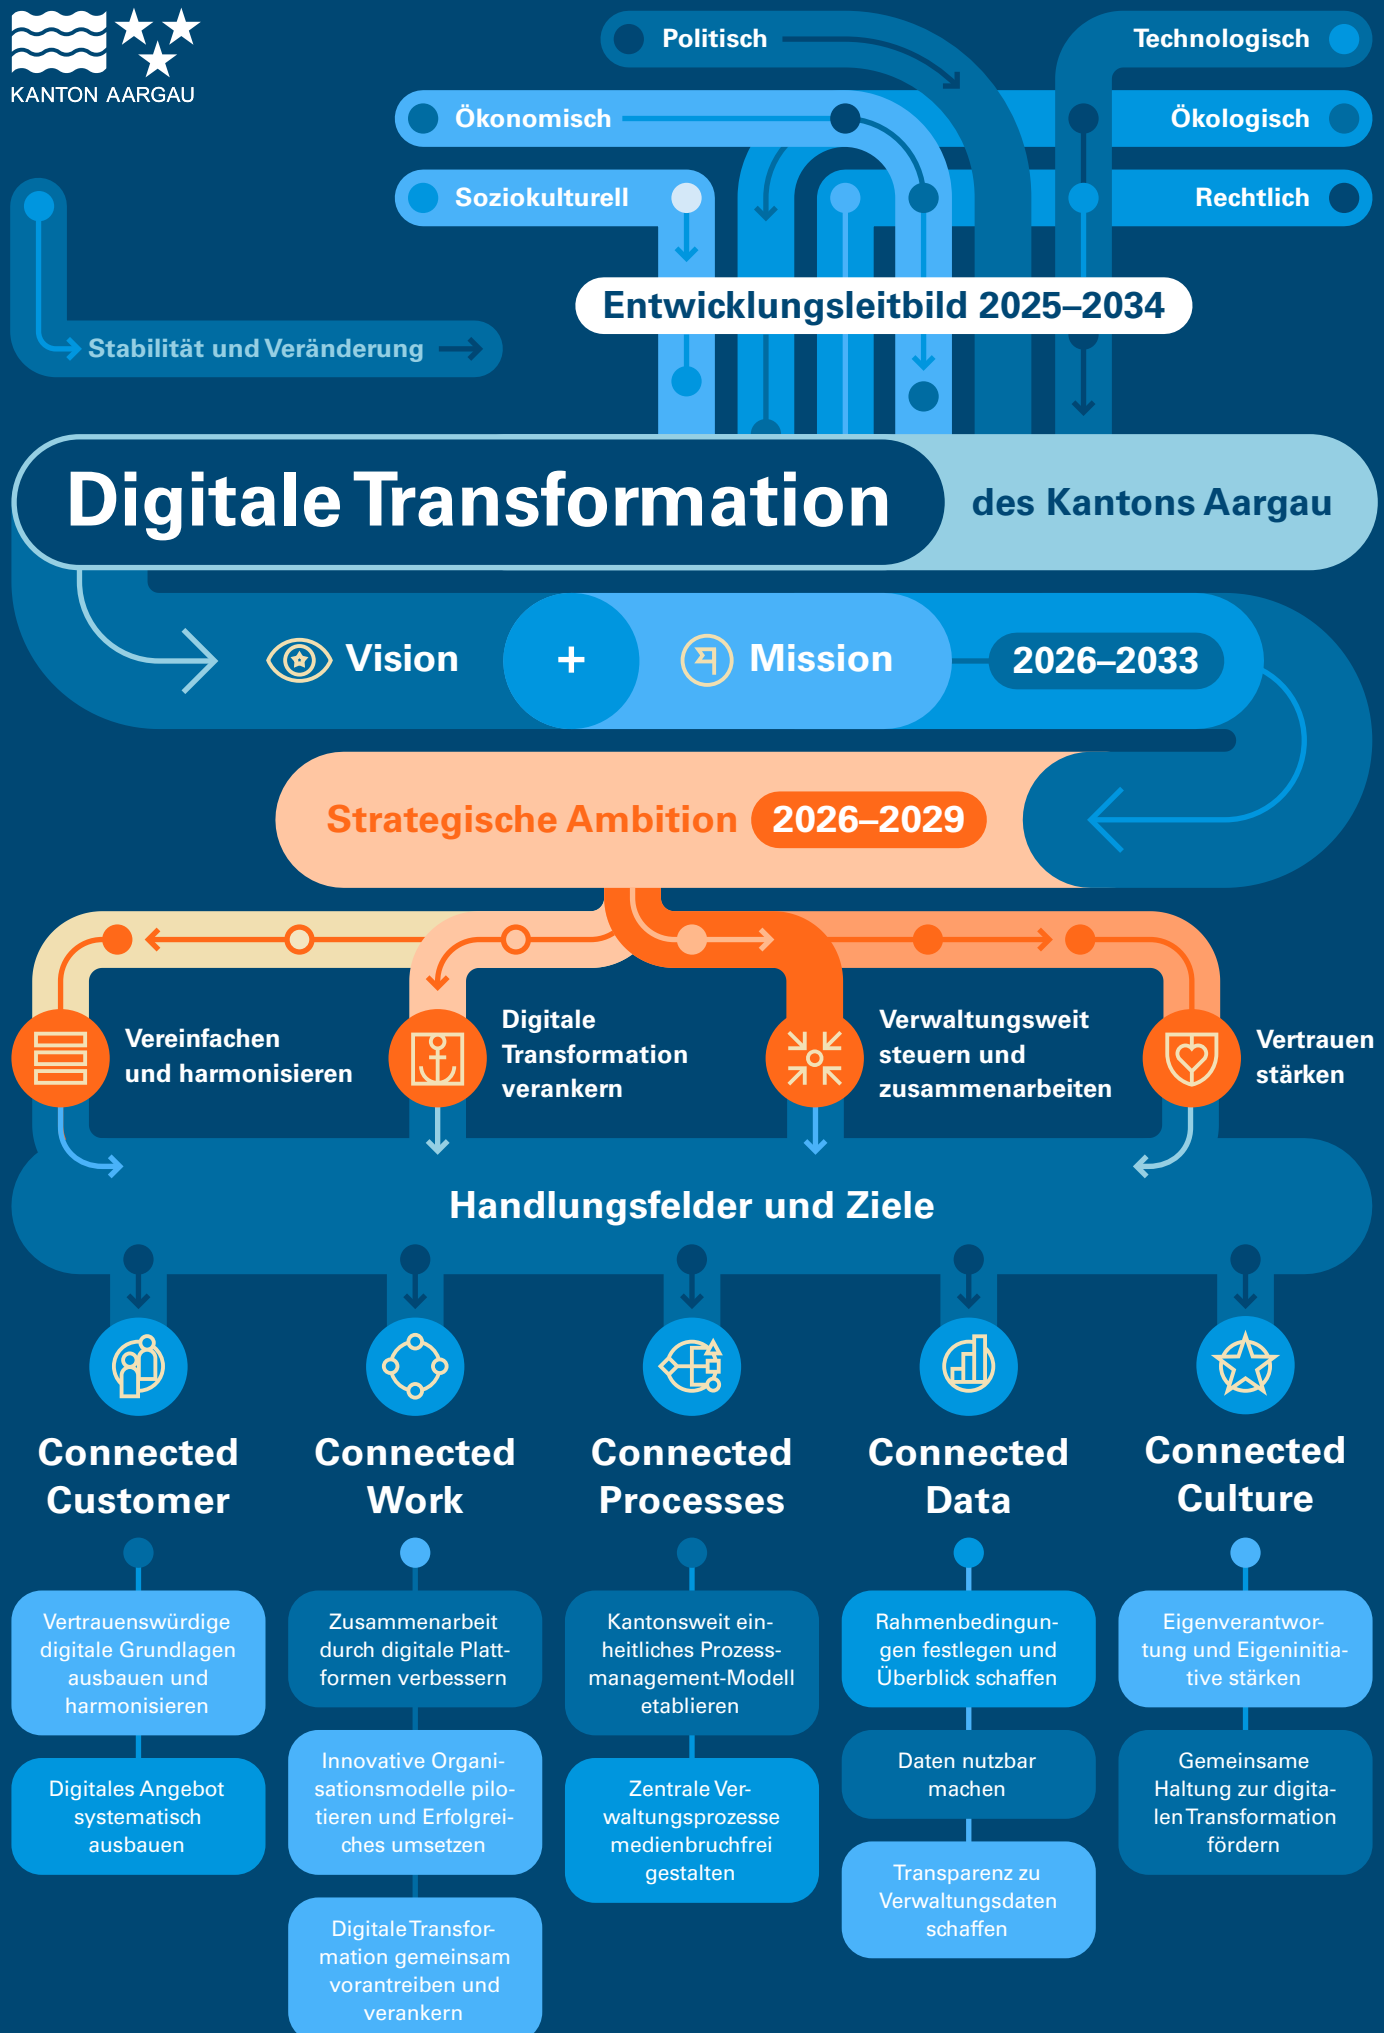 KANTON AARGAU
Politisch
Technologisch
Ökonomisch
Ökologisch
Soziokulturell
Rechtlich
Entwicklungsleitbild 2025–2034
Stabilität und Veränderung
Digitale Transformation
des Kantons Aargau
Vision
+
Mission
2026–2033
Strategische Ambition
2026–2029
Vereinfachen
und harmonisieren
Digitale
Transformation
verankern
Verwaltungsweit
steuern und
zusammenarbeiten
Vertrauen
stärken
Handlungsfelder und Ziele
Connected
Customer
Connected
Work
Connected
Processes
Connected
Data
Connected
Culture
Vertrauenswürdige
digitale Grundlagen
ausbauen und
harmonisieren
Digitales Angebot
systematisch
ausbauen
Zusammenarbeit
durch digitale Platt-
formen verbessern
Innovative Organi-
sationsmodelle pilo-
tieren und Erfolgrei-
ches umsetzen
Digitale Transfor-
mation gemeinsam
vorantreiben und
verankern
Kantonsweit ein-
heitliches Prozess-
management-Modell
etablieren
Zentrale Ver-
waltungsprozesse
medienbruchfrei
gestalten
Rahmenbedingun-
gen festlegen und
Überblick schaffen
Daten nutzbar
machen
Transparenz zu
Verwaltungsdaten
schaffen
Eigenverantwor-
tung und Eigeninitia-
tive stärken
Gemeinsame
Haltung zur digita-
len Transformation
fördern